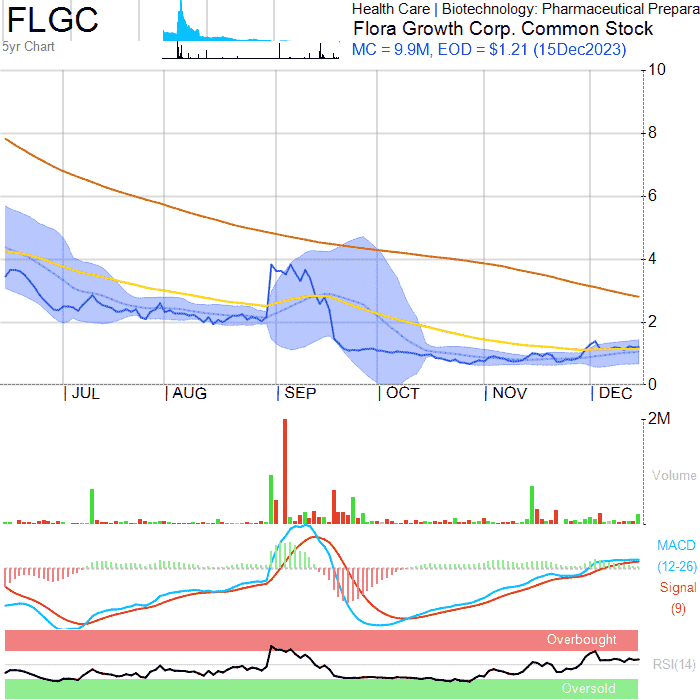 FLGC
5yr Chart
Health Care | Biotechnology: Pharmaceutical Prepara
Flora Growth Corp. Common Stock
MC = 9.9M, EOD = $1.21 (15Dec2023)
10
8
6
4
2
0
JUL AUG SEP OCT NOV DEC
2M
Volume
MACD
(12-26)
Signal
(9)
Overbought
RSI(14)
Oversold